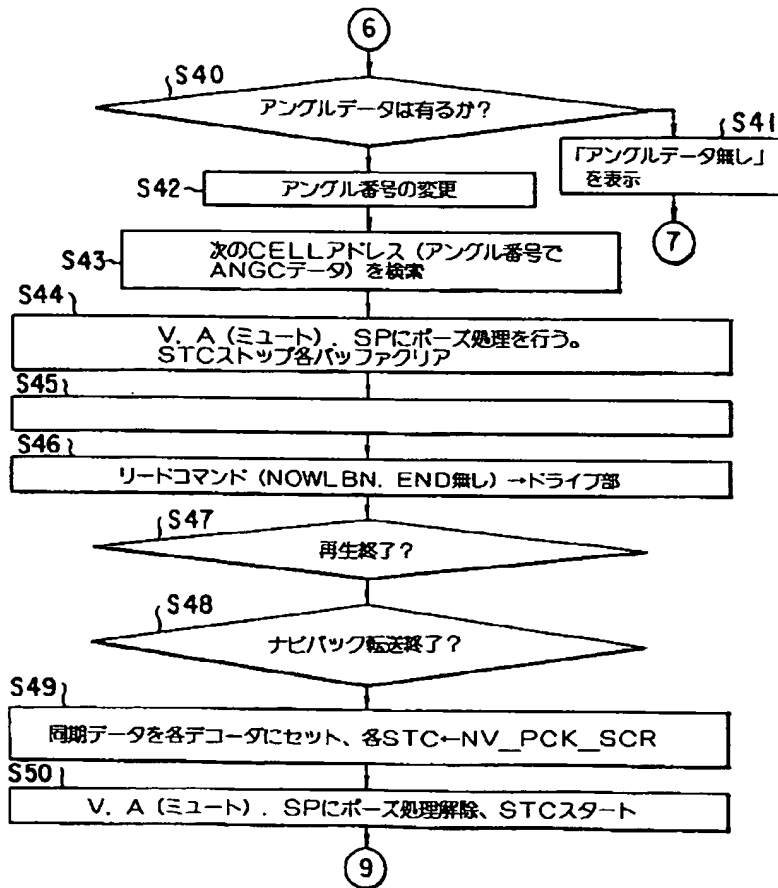 6
S40
アングルデータは有るか?
S41
「アングルデータ無し」
を表示
7
S42
アングル番号の変更
S43
次のCELLアドレス(アングル番号で
ANGCデータ)を検索
S44
V. A(ミュート). SPにポーズ処理を行う。
STCストップ各バッファクリア
S45
S46
リードコマンド(NOWLBN. END無し)→ドライブ部
S47
再生終了?
S48
ナビパック転送終了?
S49
同期データを各デコーダにセット、各STC←NV_PCK_SCR
S50
V. A(ミュート). SPにポーズ処理解除、STCスタート
9